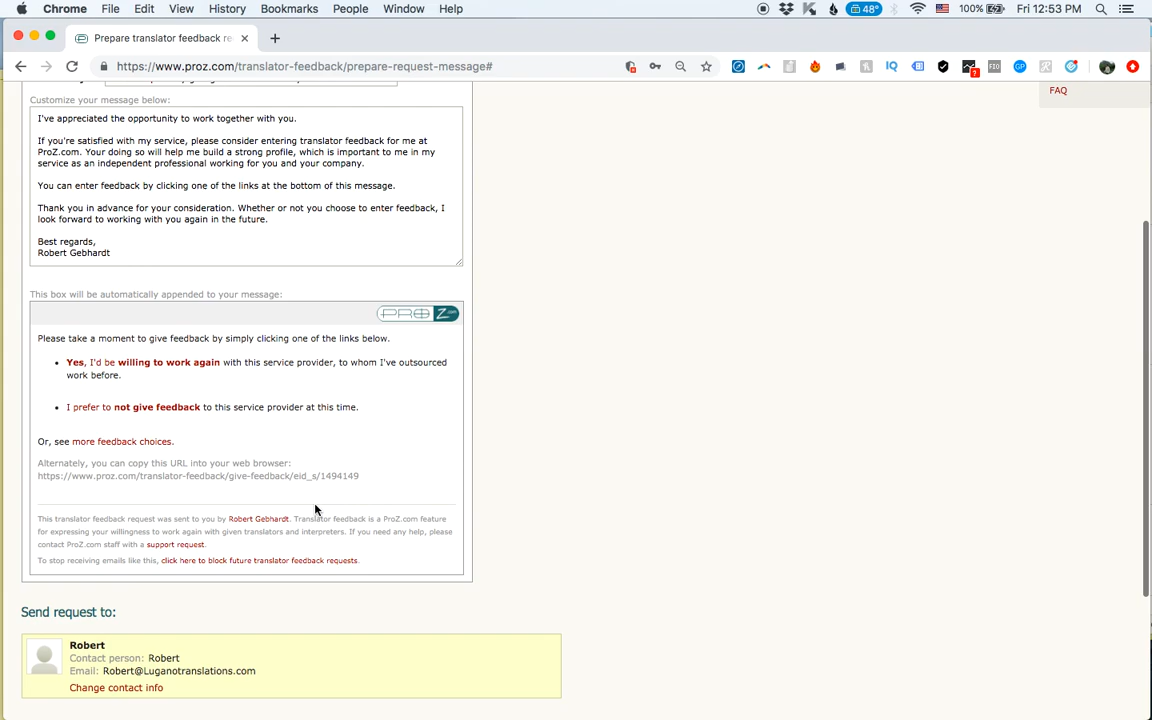 Chrome File Edit View History Bookmarks People Window Help 48° 100% Fri 12:53 PM
Prepare translator feedback re
https://www.proz.com/translator-feedback/prepare-request-message#
IQ FIO GP ?
FAQ
Customize your message below:
I've appreciated the opportunity to work together with you.
If you're satisfied with my service, please consider entering translator feedback for me at
ProZ.com. Your doing so will help me build a strong profile, which is important to me in my
service as an independent professional working for you and your company.
You can enter feedback by clicking one of the links at the bottom of this message.
Thank you in advance for your consideration. Whether or not you choose to enter feedback, I
look forward to working with you again in the future.
Best regards,
Robert Gebhardt
This box will be automatically appended to your message:
PROZ.com
Please take a moment to give feedback by simply clicking one of the links below.
• Yes, I'd be willing to work again with this service provider, to whom I've outsourced
work before.
• I prefer to not give feedback to this service provider at this time.
Or, see more feedback choices.
Alternately, you can copy this URL into your web browser:
https://www.proz.com/translator-feedback/give-feedback/eid_s/1494149
This translator feedback request was sent to you by Robert Gebhardt. Translator feedback is a ProZ.com feature
for expressing your willingness to work again with given translators and interpreters. If you need any help, please
contact ProZ.com staff with a support request.
To stop receiving emails like this, click here to block future translator feedback requests.
Send request to:
Robert
Contact person: Robert
Email: Robert@Luganotranslations.com
Change contact info